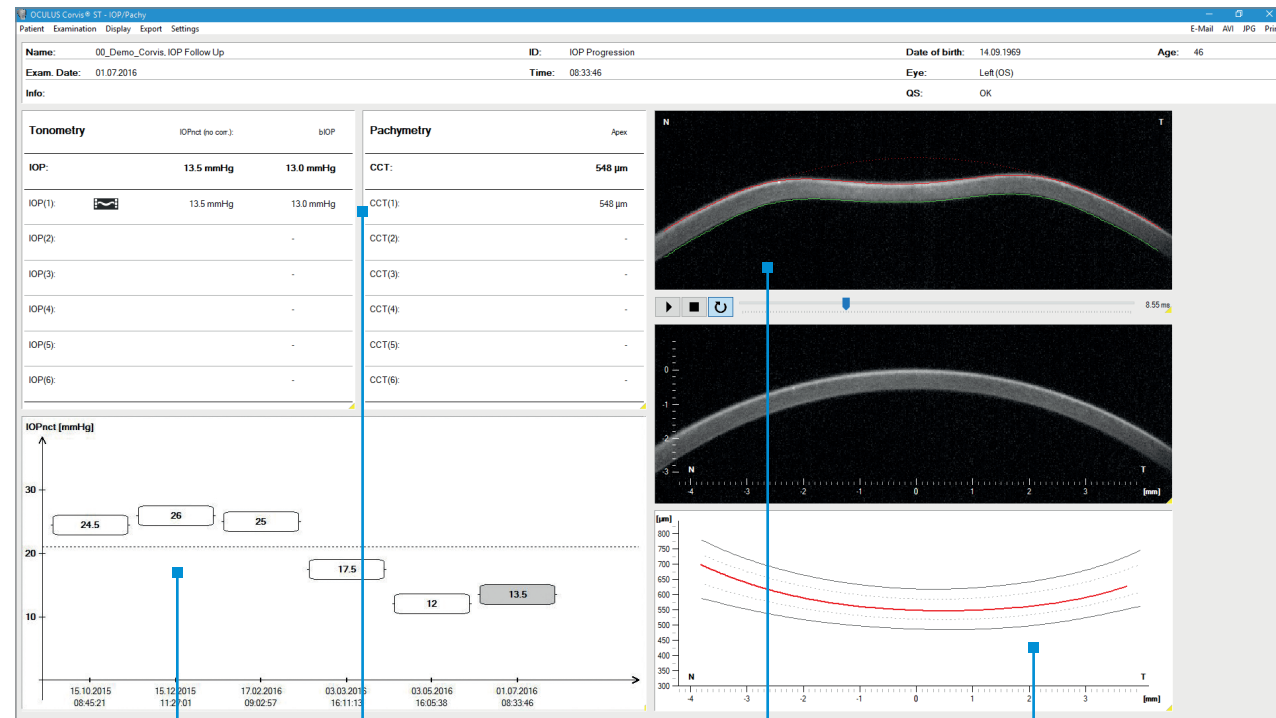 OCULUS Corvis® ST - IOP/Pachy
Patient Examination Display Export Settings E-Mail AVI JPG Prin
Name: 00_Demo_Corvis, IOP Follow Up ID: IOP Progression Date of birth: 14.09.1969 Age: 46
Exam. Date: 01.07.2016 Time: 08:33:46 Eye: Left (OS)
Info: QS: OK
Tonometry IOPnct (no corr.): bIOP
IOP: 13.5 mmHg 13.0 mmHg
IOP(1): 13.5 mmHg 13.0 mmHg
IOP(2): -
IOP(3): -
IOP(4): -
IOP(5): -
IOP(6): -
Pachymetry Apex
CCT: 548 µm
CCT(1): 548 µm
CCT(2): -
CCT(3): -
CCT(4): -
CCT(5): -
CCT(6): -
N T
8.55 ms
0
-1
-2
-3
N T
-4 -3 -2 -1 0 1 2 3 [mm]
IOPnct [mmHg]
30
20
10
24.5 26 25 17.5 12 13.5
15.10.2015 15.12.2015 17.02.2016 03.03.2016 03.05.2016 01.07.2016
08:45:21 11:27:01 09:02:57 16:11:13 16:05:38 08:33:46
[µm]
800
750
700
650
600
550
500
450
400
350
300
N T
-4 -3 -2 -1 0 1 2 3 [mm]